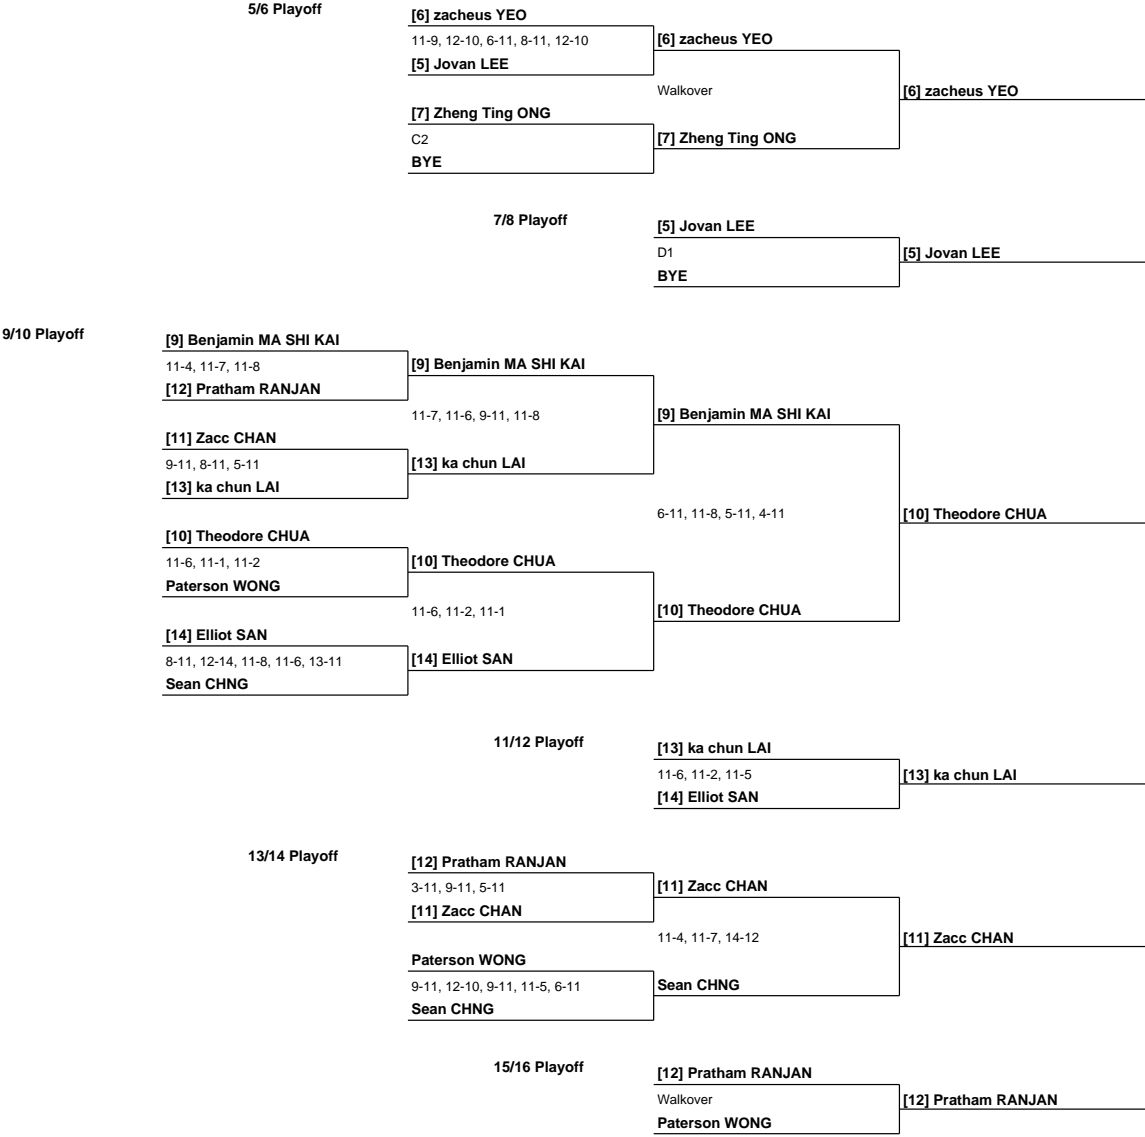 5/6 Playoff
[6] zacheus YEO
11-9, 12-10, 6-11, 8-11, 12-10
[6] zacheus YEO
[5] Jovan LEE
Walkover
[6] zacheus YEO
[7] Zheng Ting ONG
C2
[7] Zheng Ting ONG
BYE
7/8 Playoff
[5] Jovan LEE
D1
[5] Jovan LEE
BYE
9/10 Playoff
[9] Benjamin MA SHI KAI
11-4, 11-7, 11-8
[9] Benjamin MA SHI KAI
[12] Pratham RANJAN
11-7, 11-6, 9-11, 11-8
[9] Benjamin MA SHI KAI
[11] Zacc CHAN
9-11, 8-11, 5-11
[13] ka chun LAI
[13] ka chun LAI
6-11, 11-8, 5-11, 4-11
[10] Theodore CHUA
[10] Theodore CHUA
11-6, 11-1, 11-2
[10] Theodore CHUA
Paterson WONG
11-6, 11-2, 11-1
[10] Theodore CHUA
[14] Elliot SAN
8-11, 12-14, 11-8, 11-6, 13-11
[14] Elliot SAN
Sean CHNG
11/12 Playoff
[13] ka chun LAI
11-6, 11-2, 11-5
[13] ka chun LAI
[14] Elliot SAN
13/14 Playoff
[12] Pratham RANJAN
3-11, 9-11, 5-11
[11] Zacc CHAN
[11] Zacc CHAN
11-4, 11-7, 14-12
[11] Zacc CHAN
Paterson WONG
9-11, 12-10, 9-11, 11-5, 6-11
Sean CHNG
Sean CHNG
15/16 Playoff
[12] Pratham RANJAN
Walkover
[12] Pratham RANJAN
Paterson WONG